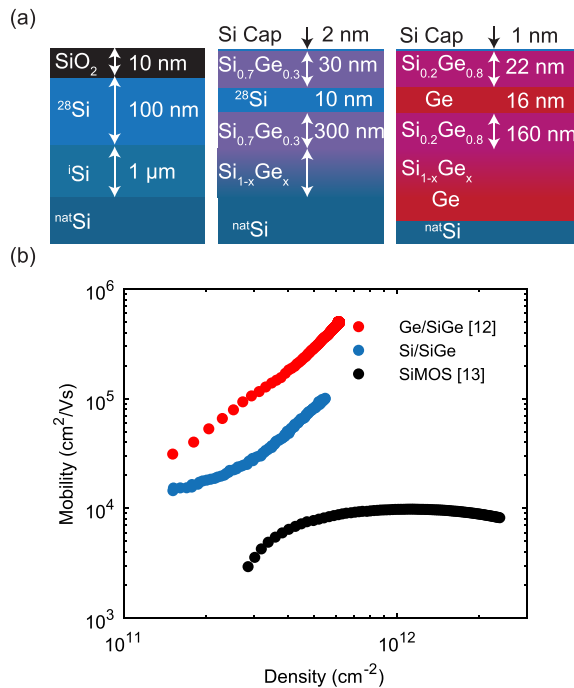 (a)
SiO2 10 nm
28Si 100 nm
iSi 1 µm
natSi
Si Cap 2 nm
Si0.7Ge0.3 30 nm
28Si 10 nm
Si0.7Ge0.3 300 nm
Si1-xGex
natSi
Si Cap 1 nm
Si0.2Ge0.8 22 nm
Ge 16 nm
Si0.2Ge0.8 160 nm
Si1-xGex
Ge
natSi
(b)
Mobility (cm2/Vs)
10^6
10^5
10^4
10^3
Ge/SiGe [12]
Si/SiGe
SiMOS [13]
10^11
10^12
Density (cm-2)